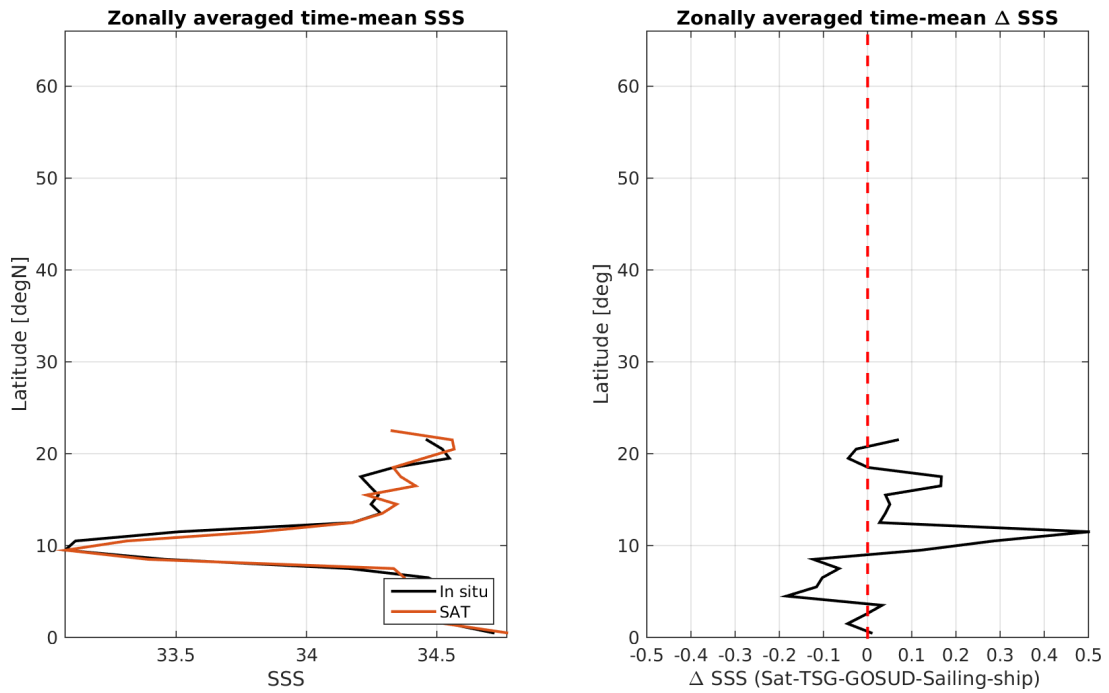 Zonally averaged time-mean SSS
60
50
40
30
20
10
0
Latitude [degN]
33.5
34
34.5
SSS
In situ
SAT
Zonally averaged time-mean Δ SSS
60
50
40
30
20
10
0
Latitude [deg]
-0.5 -0.5 -0.3 -0.2 -0.1 0 0.1 0.2 0.3 0.4 0.5
Δ SSS (Sat-TSG-GOSUD-Sailing-ship)